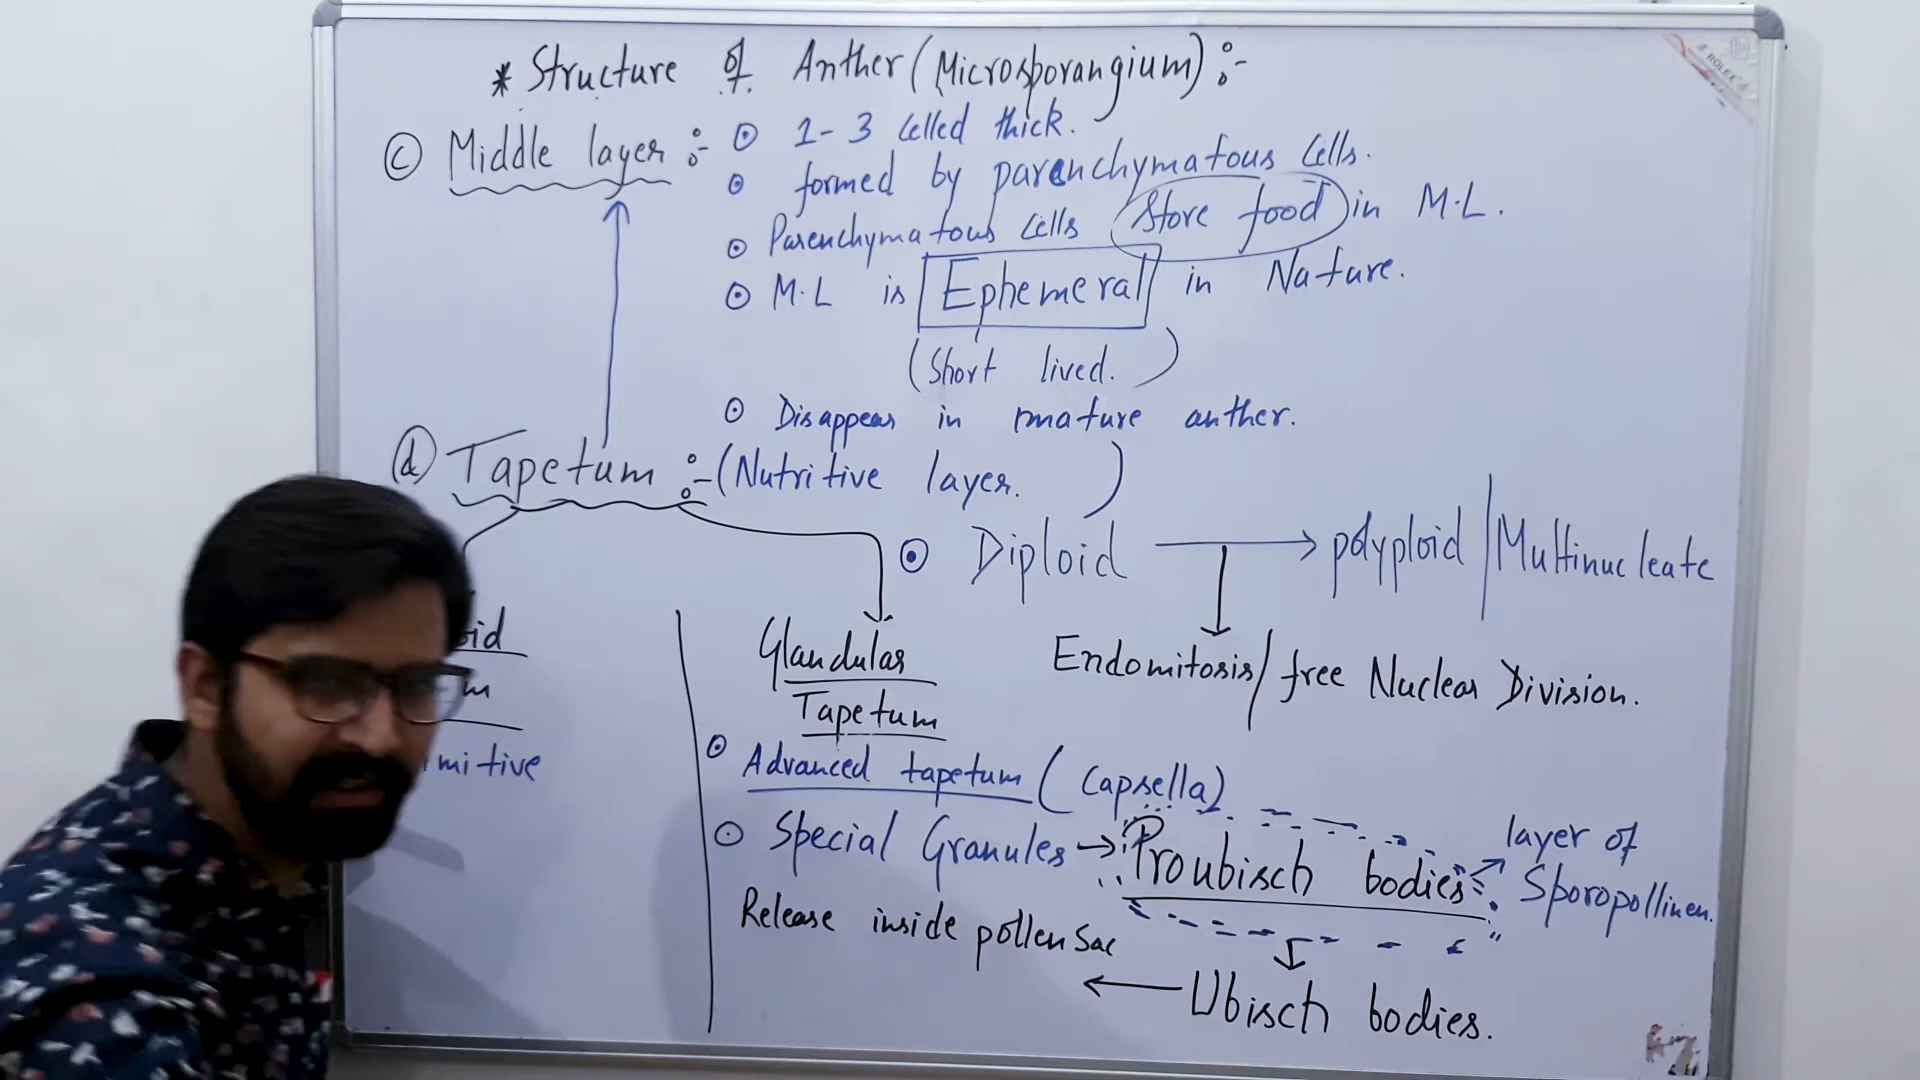 * Structure of Anther (Microsporangium) :-
(c) Middle layer :- ⊙ 1-3 Celled thick.
⊙ formed by parenchymatous Cells.
⊙ Parenchymatous Cells Store food in M.L.
⊙ M.L is Ephemeral in Nature.
(Short lived. )
⊙ Disappears in mature anther.
(d) Tapetum :- (Nutritive layer. )
⊙ Diploid → polyploid / Multinucleate
Endomitosis / free Nuclear Division.
Glandular
Tapetum
⊙ Advanced tapetum (Capsella)
⊙ Special Granules → Proubisch bodies
layer of
Sporopollinen.
Release inside pollen Sac
← Ubisch bodies.
ROLEX